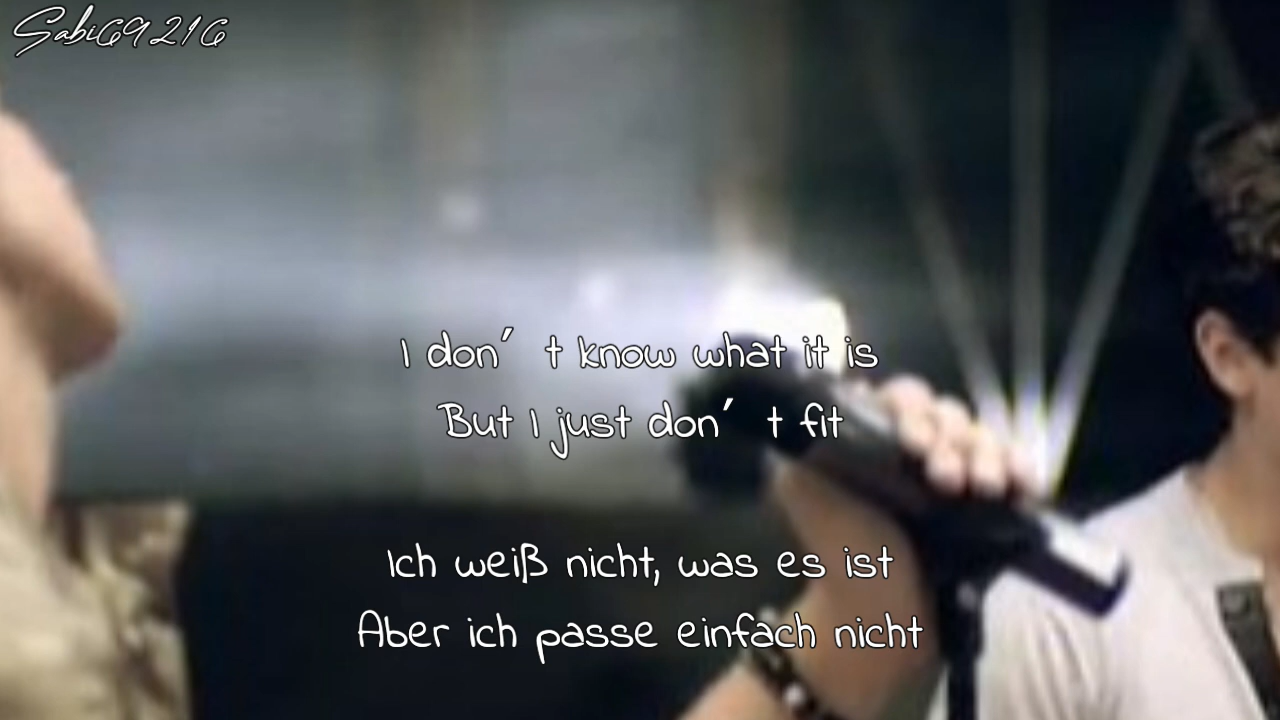 Sabi69216
I don't know what it is
But I just don't fit
Ich weiß nicht, was es ist
Aber ich passe einfach nicht